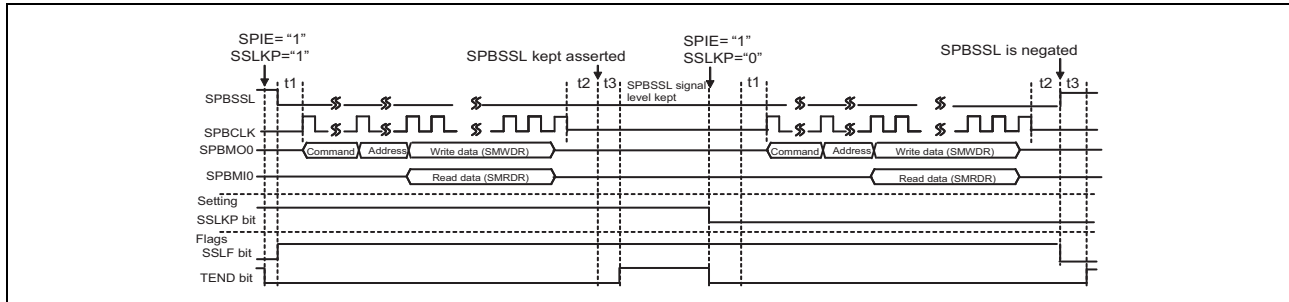 SPIE= “1”
SSLKP=“1”
SPBSSL kept asserted
SPIE= “1”
SSLKP=“0”
SPBSSL is negated
t1
t2
t3
SPBSSL signal
level kept
t1
t2
t3
SPBSSL
SPBCLK
SPBMO0
Command
Address
Write data (SMWDR)
Command
Address
Write data (SMWDR)
SPBMI0
Read data (SMRDR)
Read data (SMRDR)
Setting
SSLKP bit
Flags
SSLF bit
TEND bit